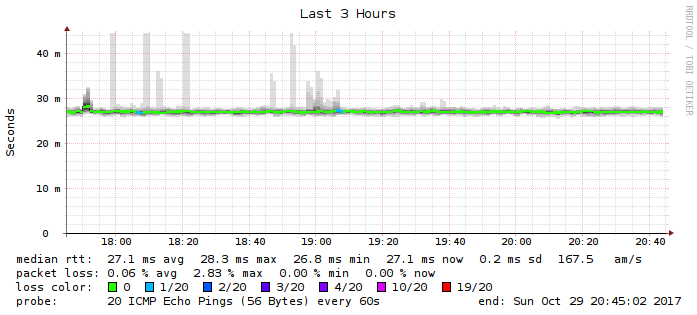 Last 3 Hours
RRDTOOL / TOBI OETIKER
Seconds
40 m
30 m
20 m
10 m
0
18:00 18:20 18:40 19:00 19:20 19:40 20:00 20:20 20:40
median rtt: 27.1 ms avg 28.3 ms max 26.8 ms min 27.1 ms now 0.2 ms sd 167.5 am/s
packet loss: 0.06 % avg 2.83 % max 0.00 % min 0.00 % now
loss color: 0 1/20 2/20 3/20 4/20 10/20 19/20
probe: 20 ICMP Echo Pings (56 Bytes) every 60s end: Sun Oct 29 20:45:02 2017